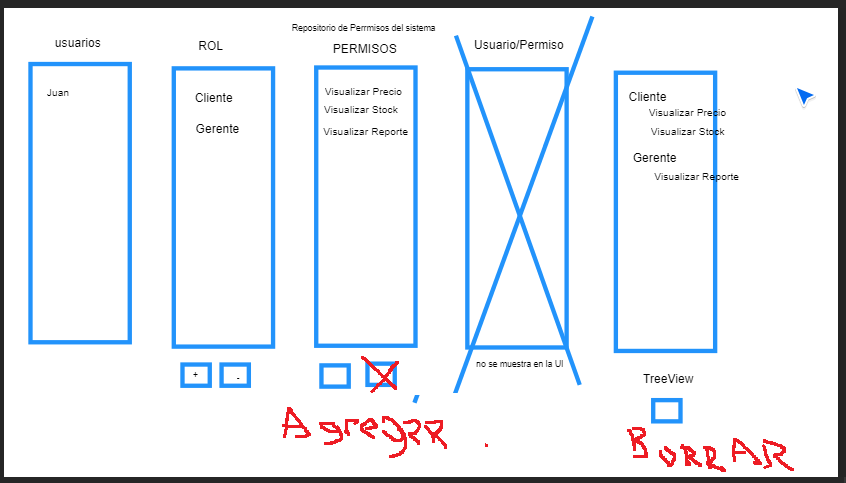 usuarios
Juan
ROL
Cliente
Gerente
+
-
Repositorio de Permisos del sistema
PERMISOS
Visualizar Precio
Visualizar Stock
Visualizar Reporte
Agregar
Usuario/Permiso
no se muestra en la UI
Cliente
Visualizar Precio
Visualizar Stock
Gerente
Visualizar Reporte
TreeView
BORRAR